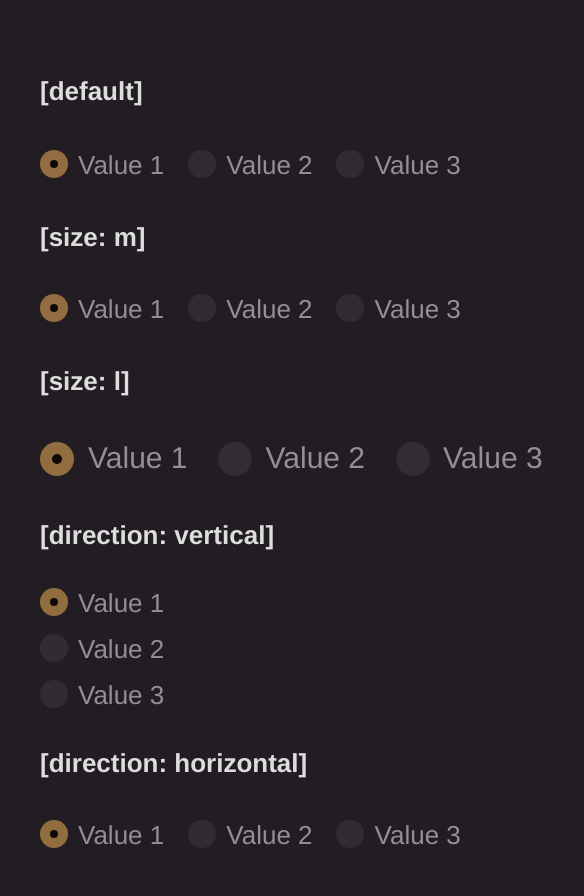 [default]
Value 1 Value 2 Value 3
[size: m]
Value 1 Value 2 Value 3
[size: l]
Value 1 Value 2 Value 3
[direction: vertical]
Value 1
Value 2
Value 3
[direction: horizontal]
Value 1 Value 2 Value 3